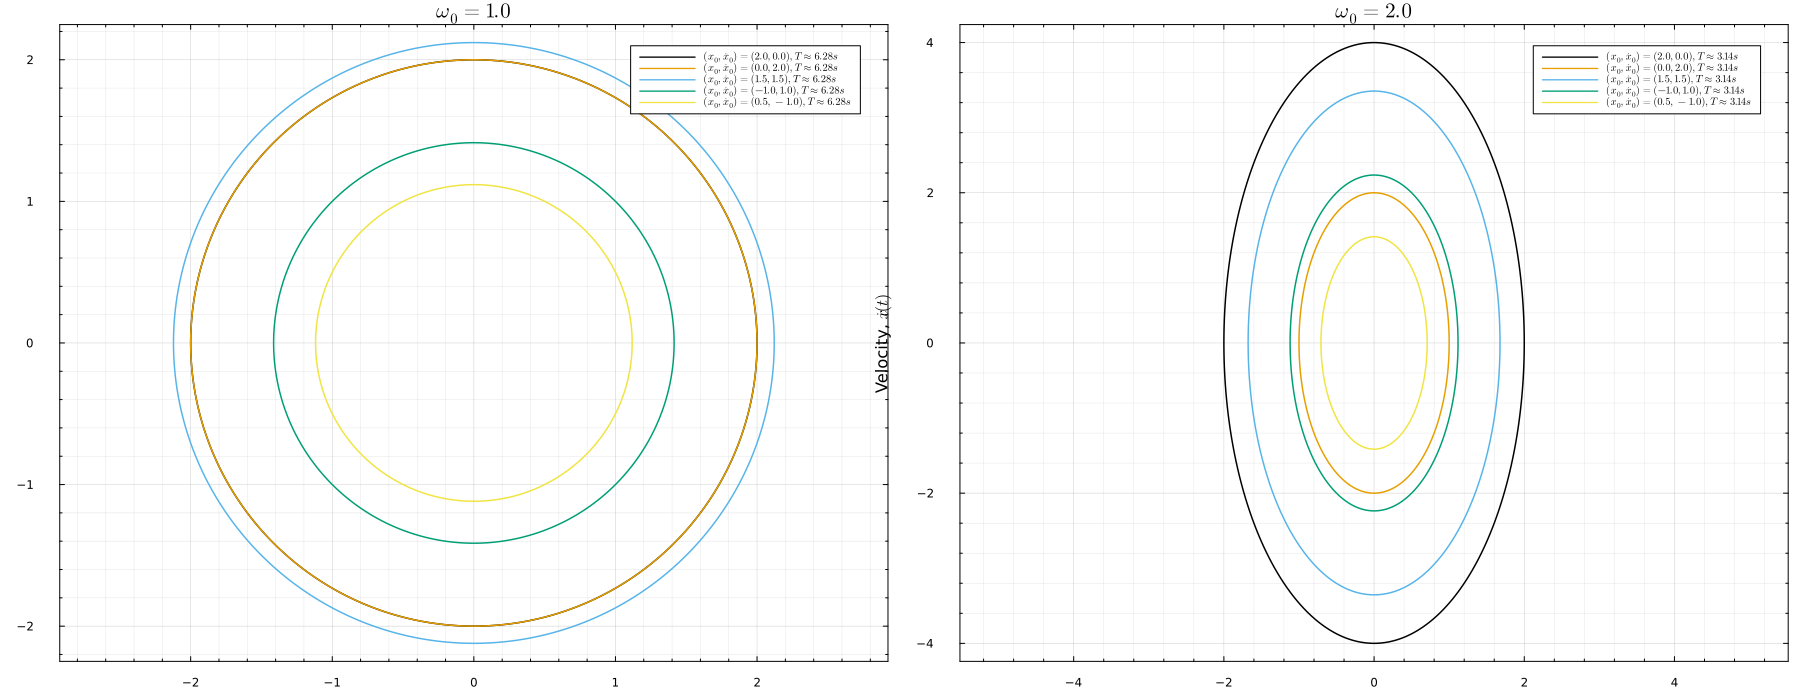 ω₀ = 1.0
2
1
0
−1
−2
−2
−1
0
1
2
(x₀, ẋ₀) = (2.0, 0.0), T ≈ 6.28s
(x₀, ẋ₀) = (0.0, 2.0), T ≈ 6.28s
(x₀, ẋ₀) = (1.5, 1.5), T ≈ 6.28s
(x₀, ẋ₀) = (−1.0, 1.0), T ≈ 6.28s
(x₀, ẋ₀) = (0.5, −1.0), T ≈ 6.28s
ω₀ = 2.0
Velocity, ẋ(t)
4
2
0
−2
−4
−4
−2
0
2
4
(x₀, ẋ₀) = (2.0, 0.0), T ≈ 3.14s
(x₀, ẋ₀) = (0.0, 2.0), T ≈ 3.14s
(x₀, ẋ₀) = (1.5, 1.5), T ≈ 3.14s
(x₀, ẋ₀) = (−1.0, 1.0), T ≈ 3.14s
(x₀, ẋ₀) = (0.5, −1.0), T ≈ 3.14s